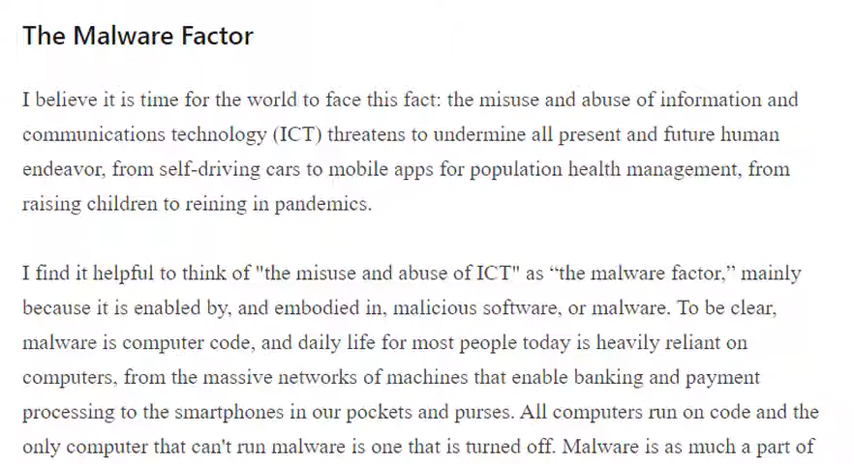 The Malware Factor
I believe it is time for the world to face this fact: the misuse and abuse of information and
communications technology (ICT) threatens to undermine all present and future human
endeavor, from self-driving cars to mobile apps for population health management, from
raising children to reining in pandemics.
I find it helpful to think of "the misuse and abuse of ICT" as “the malware factor,” mainly
because it is enabled by, and embodied in, malicious software, or malware. To be clear,
malware is computer code, and daily life for most people today is heavily reliant on
computers, from the massive networks of machines that enable banking and payment
processing to the smartphones in our pockets and purses. All computers run on code and the
only computer that can't run malware is one that is turned off. Malware is as much a part of